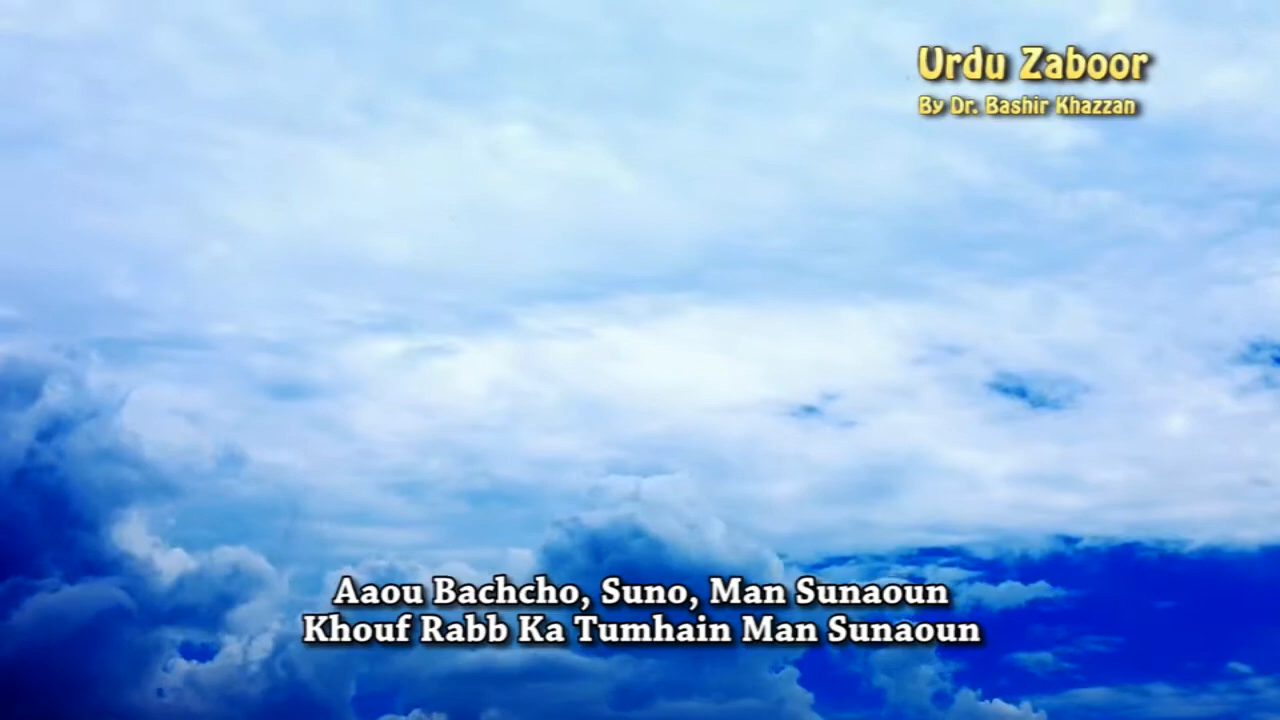 Urdu Zaboor
By Dr. Bashir Khazzan
Aaou Bachcho, Suno, Man Sunaoun
Khouf Rabb Ka Tumhain Man Sunaoun